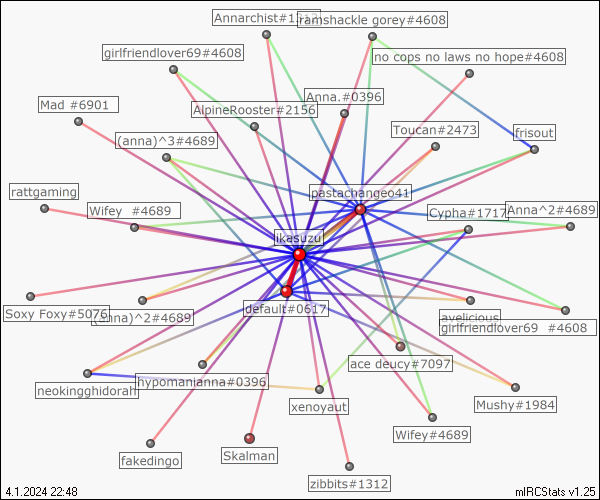 Annarchist#1312
ramshackle gorey#4608
girlfriendlover69#4608
no cops no laws no hope#4608
Mad #6901
AlpineRooster#2156
Anna.#0396
Toucan#2473
(anna)^3#4689
frisout
rattgaming
pastachangeo41
Wifey #4689
Cypha#1717
Anna^2#4689
ikasuzu
Soxy Foxy#5076
(anna)^2#4689
default#0617
avelicious
girlfriendlover69 #4608
ace deucy#7097
neokingghidorah
hypomanianna#0396
xenoyaut
Mushy#1984
Wifey#4689
fakedingo
Skalman
zibbits#1312
4.1.2024 22:48
mIRCStats v1.25